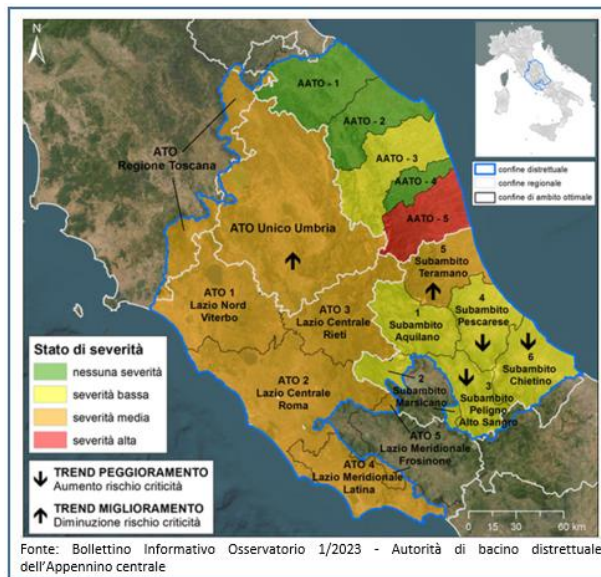 N
AATO - 1
AATO - 2
ATO
Regione Toscana
AATO - 3
AATO - 4
AATO - 5
ATO Unico Umbria
5
Subambito
Teramano
ATO 1
Lazio Nord
Viterbo
ATO 3
Lazio Centrale
Rieti
1
Subambito
Aquilano
4
Subambito
Pescarese
6
Subambito
Chietino
2
Subambito
Marsicano
3
Subambito
Peligno
Alto Sangro
ATO 2
Lazio Centrale
Roma
ATO 5
Lazio Meridionale
Frosinone
ATO 4
Lazio Meridionale
Latina
confine distrettuale
confine regionale
confine di ambito ottimale
Stato di severità
nessuna severità
severità bassa
severità media
severità alta
TREND PEGGIORAMENTO
Aumento rischio criticità
TREND MIGLIORAMENTO
Diminuzione rischio criticità
0 15 30 60 km
Fonte: Bollettino Informativo Osservatorio 1/2023 - Autorità di bacino distrettuale
dell'Appennino centrale